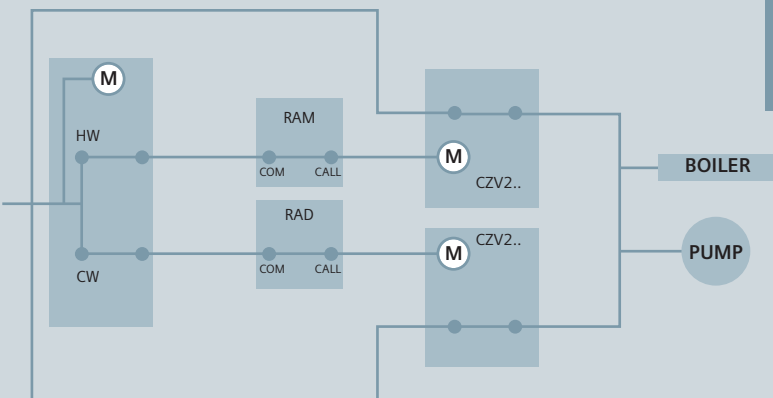 M
HW
CW
RAM
COM CALL
RAD
COM CALL
M
CZV2..
CZV2..
M
BOILER
PUMP